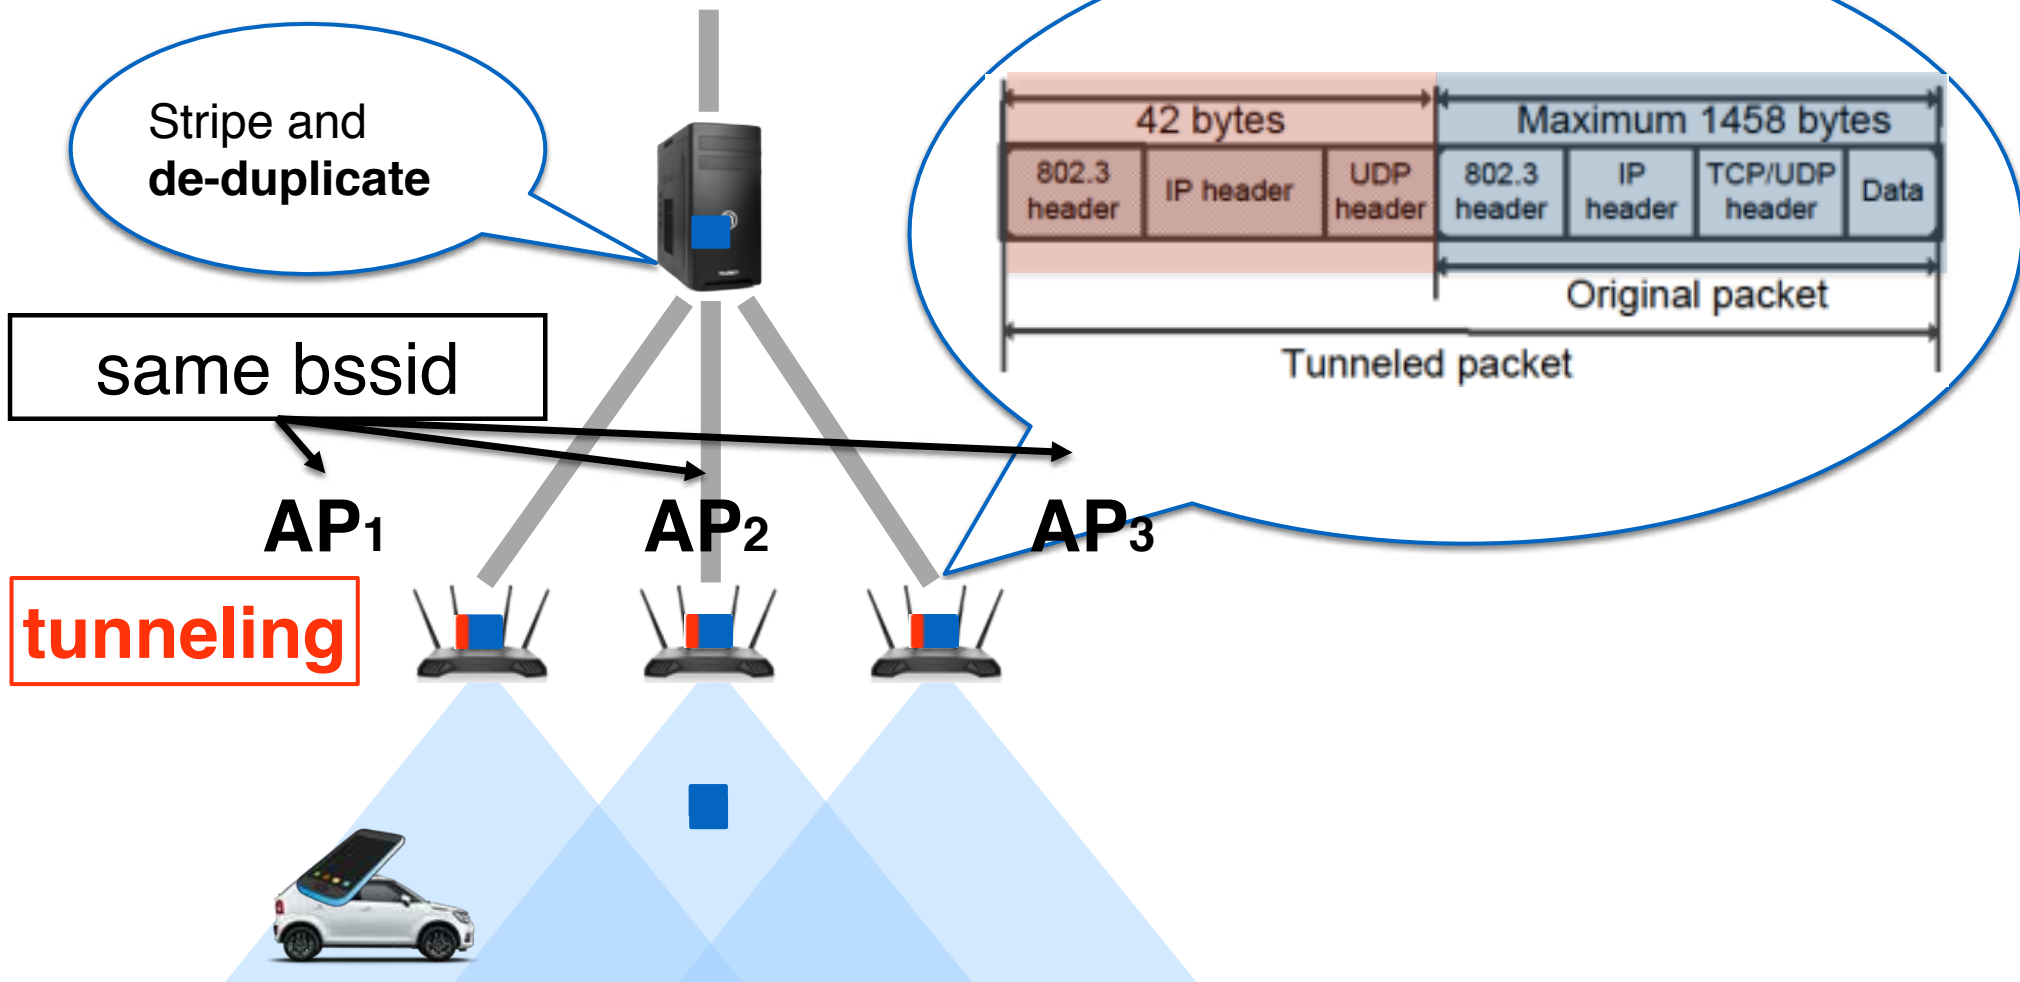 Stripe and
de-duplicate
42 bytes
Maximum 1458 bytes
802.3
header
IP header
UDP
header
802.3
header
IP
header
TCP/UDP
header
Data
Original packet
Tunneled packet
same bssid
AP1
AP2
AP3
tunneling